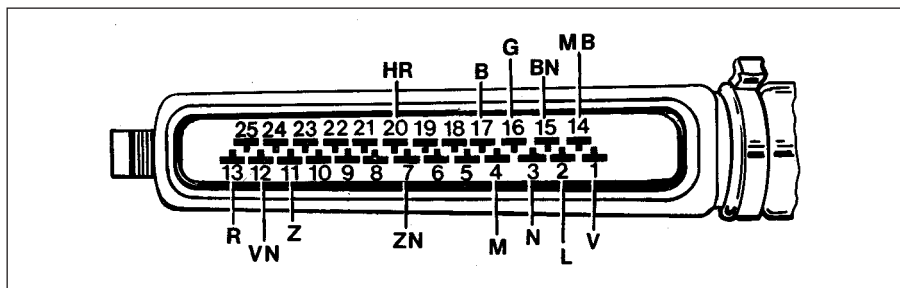 G MB
HR B BN
25 24 23 22 21 20 19 18 17 16 15 14
13 12 11 10 9 8 7 6 5 4 3 2 1
R Z ZN M N V
VN L